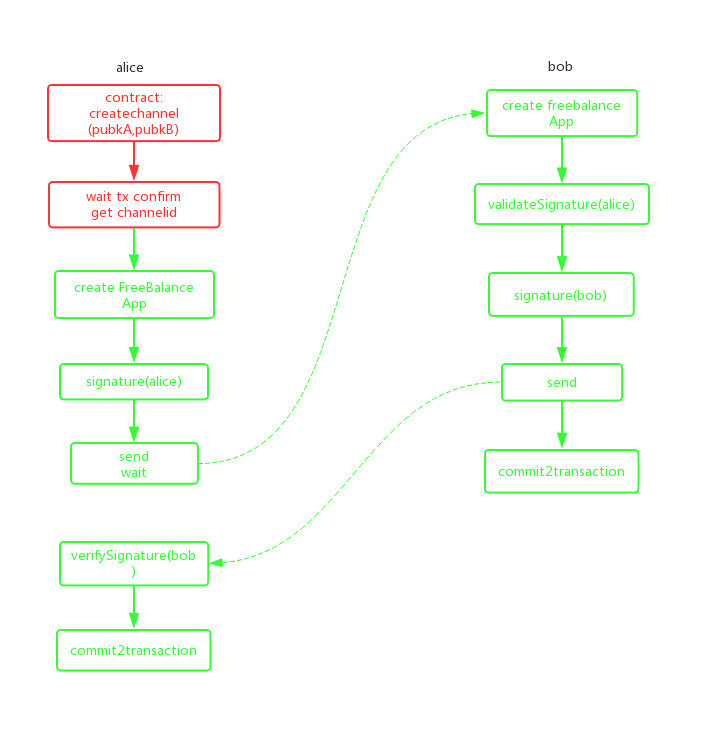 alice
contract:
createchannel
(pubkA,pubkB)
wait tx confirm
get channelid
create FreeBalance
App
signature(alice)
send
wait
verifySignature(bob
)
commit2transaction
bob
create freebalance
App
validateSignature(alice)
signature(bob)
send
commit2transaction